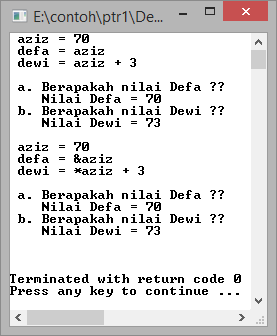 E:\contoh\ptr1\De...
aziz = 70
defa = aziz
dewi = aziz + 3
a. Berapakah nilai Defa ??
Nilai Defa = 70
b. Berapakah nilai Dewi ??
Nilai Dewi = 73
aziz = 70
defa = &aziz
dewi = *aziz + 3
a. Berapakah nilai Defa ??
Nilai Defa = 70
b. Berapakah nilai Dewi ??
Nilai Dewi = 73
Terminated with return code 0
Press any key to continue ...